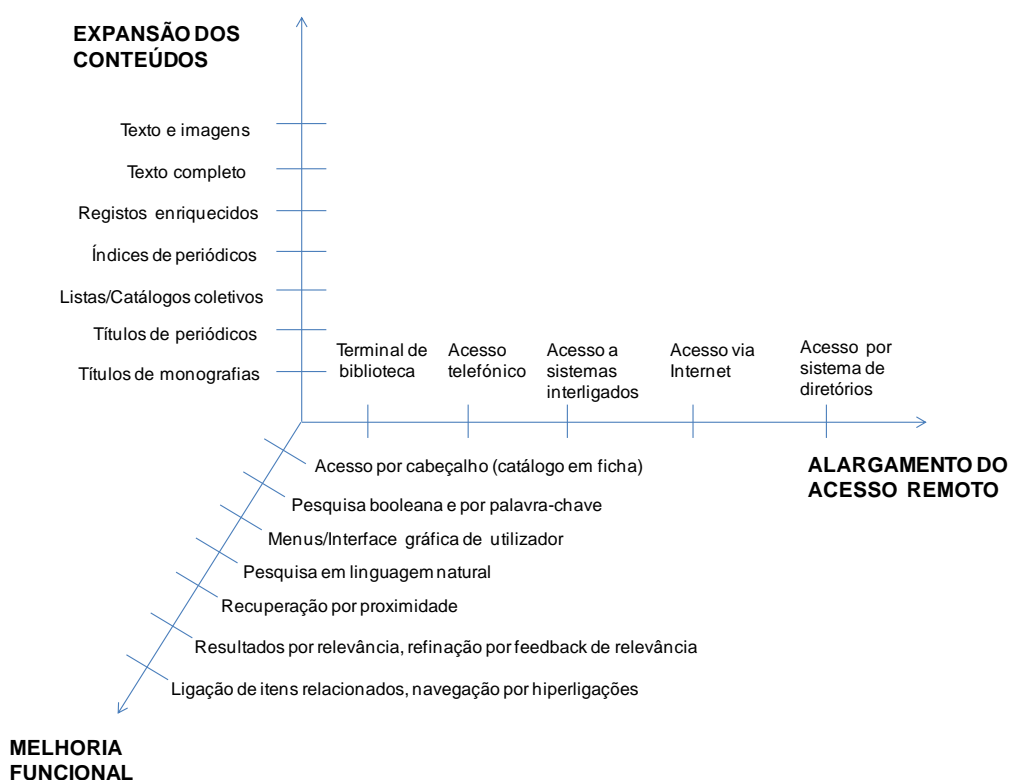 EXPANSÃO DOS
CONTEÚDOS
Texto e imagens
Texto completo
Registos enriquecidos
Índices de periódicos
Listas/Catálogos coletivos
Títulos de periódicos
Títulos de monografias
Terminal de
biblioteca
Acesso
telefónico
Acesso a
sistemas
interligados
Acesso via
Internet
Acesso por
sistema de
diretórios
ALARGAMENTO DO
ACESSO REMOTO
Acesso por cabeçalho (catálogo em ficha)
Pesquisa booleana e por palavra-chave
Menus/Interface gráfica de utilizador
Pesquisa em linguagem natural
Recuperação por proximidade
Resultados por relevância, refinação por feedback de relevância
Ligação de itens relacionados, navegação por hiperligações
MELHORIA
FUNCIONAL